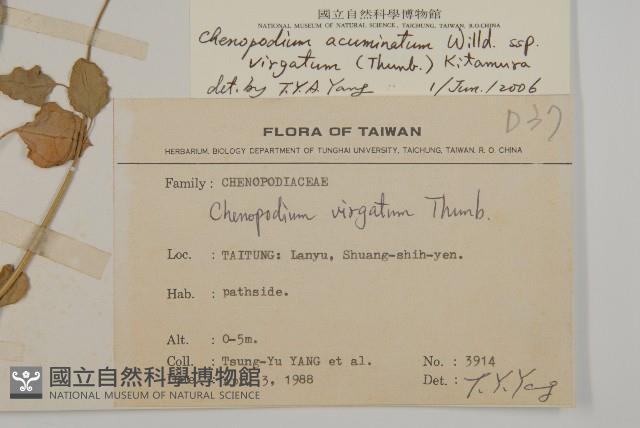 國立自然科學博物館
NATIONAL MUSEUM OF NATURAL SCIENCE, TAICHUNG, TAIWAN, R.O.CHINA
Chenopodium acuminatum Willd. ssp.
virgatum (Thunb.) Kitamura
det. by T.Y.A. Yang 1/Jun./2006
D37
FLORA OF TAIWAN
HERBARIUM, BIOLOGY DEPARTMENT OF TUNGHAI UNIVERSITY, TAICHUNG, TAIWAN, R. O. CHINA
Family : CHENOPODIACEAE
Chenopodium virgatum Thunb.
Loc. : TAITUNG: Lanyu, Shuang-shih-yen.
Hab. : pathside.
Alt. : 0-5m.
Coll. : Tsung-Yu YANG et al. No. : 3914
3, 1988 Det. : T. Y. Yang
國立自然科學博物館
NATIONAL MUSEUM OF NATURAL SCIENCE